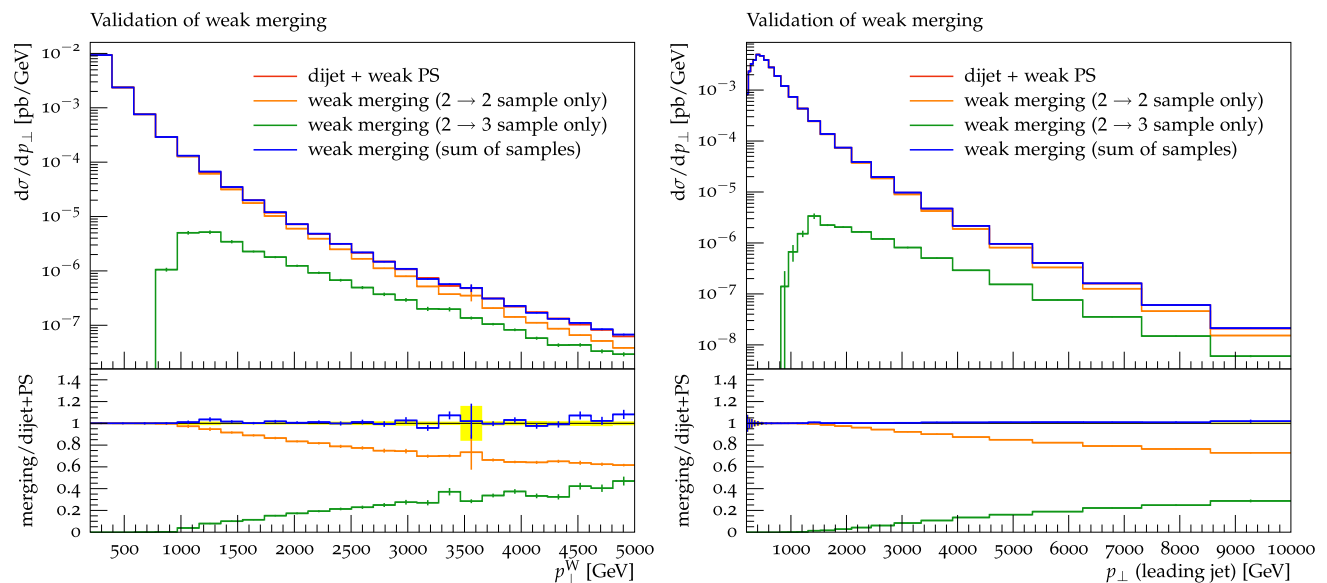 Validation of weak merging
dσ/dp⊥ [pb/GeV]
10⁻²
10⁻³
10⁻⁴
10⁻⁵
10⁻⁶
10⁻⁷
dijet + weak PS
weak merging (2 → 2 sample only)
weak merging (2 → 3 sample only)
weak merging (sum of samples)
merging/dijet+PS
1.4
1.2
1
0.8
0.6
0.4
0.2
0
500 1000 1500 2000 2500 3000 3500 4000 4500 5000
p⊥ᵂ [GeV]
Validation of weak merging
dσ/dp⊥ [pb/GeV]
10⁻³
10⁻⁴
10⁻⁵
10⁻⁶
10⁻⁷
10⁻⁸
dijet + weak PS
weak merging (2 → 2 sample only)
weak merging (2 → 3 sample only)
weak merging (sum of samples)
merging/dijet+PS
1.4
1.2
1
0.8
0.6
0.4
0.2
0
1000 2000 3000 4000 5000 6000 7000 8000 9000 10000
p⊥ (leading jet) [GeV]